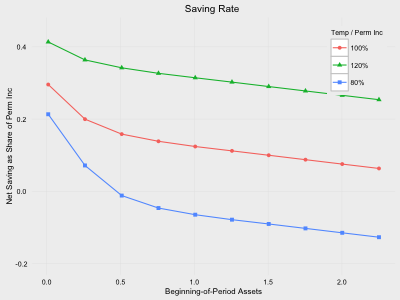 Saving Rate
Temp / Perm Inc
100%
120%
80%
Net Saving as Share of Perm Inc
0.4
0.2
0.0
-0.2
0.0 0.5 1.0 1.5 2.0
Beginning-of-Period Assets